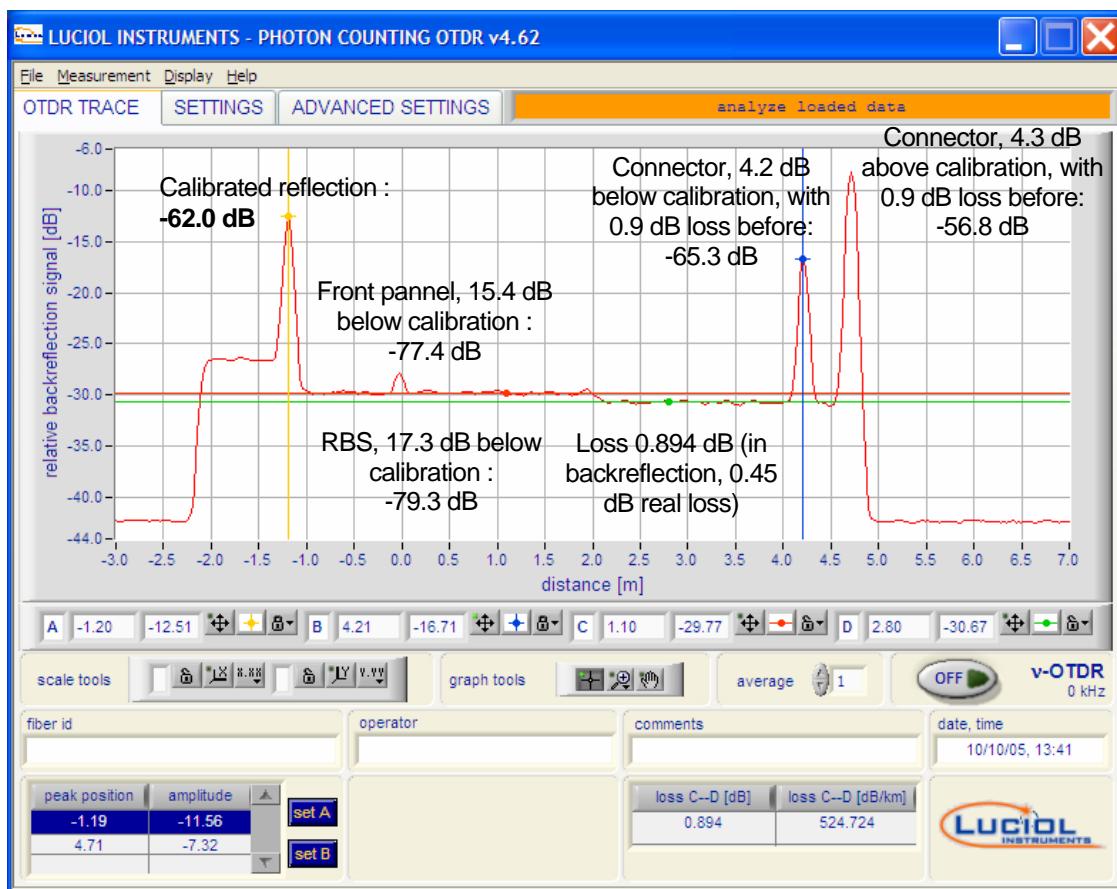 LUCIOL INSTRUMENTS - PHOTON COUNTING OTDR v4.62
File Measurement Display Help
OTDR TRACE SETTINGS ADVANCED SETTINGS analyze loaded data
Calibrated reflection :
-62.0 dB
Connector, 4.2 dB
below calibration, with
0.9 dB loss before:
-65.3 dB
Connector, 4.3 dB
above calibration, with
0.9 dB loss before:
-56.8 dB
Front pannel, 15.4 dB
below calibration :
-77.4 dB
RBS, 17.3 dB below
calibration :
-79.3 dB
Loss 0.894 dB (in
backreflection, 0.45
dB real loss)
relative backreflection signal [dB]
-6.0
-10.0
-15.0
-20.0
-25.0
-30.0
-35.0
-40.0
-44.0
-3.0 -2.5 -2.0 -1.5 -1.0 -0.5 0.0 0.5 1.0 1.5 2.0 2.5 3.0 3.5 4.0 4.5 5.0 5.5 6.0 6.5 7.0
distance [m]
A -1.20 -12.51 B 4.21 -16.71 C 1.10 -29.77 D 2.80 -30.67
scale tools X X.XX Y Y.YY graph tools average 1 OFF ν-OTDR
0 kHz
fiber id operator comments date, time
10/10/05, 13:41
peak position amplitude
-1.19 -11.56
4.71 -7.32
set A
set B
loss C--D [dB] loss C--D [dB/km]
0.894 524.724
LUCIOL
INSTRUMENTS